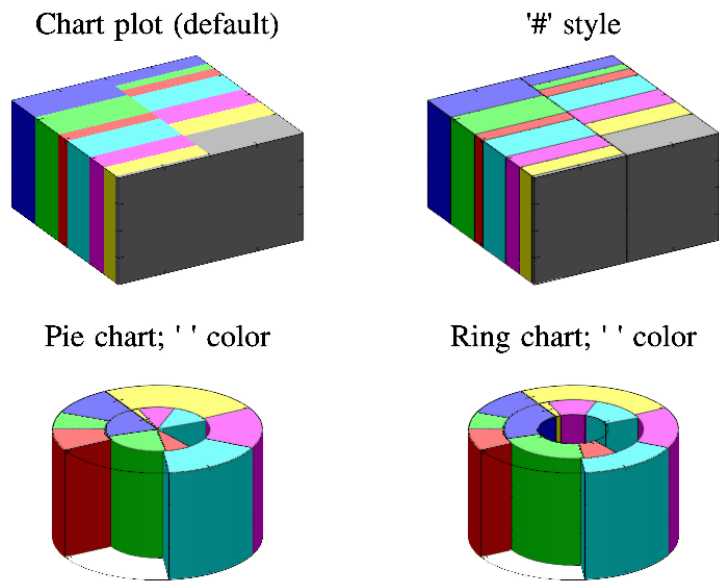 Chart plot (default)
'#' style
Pie chart; ' ' color
Ring chart; ' ' color